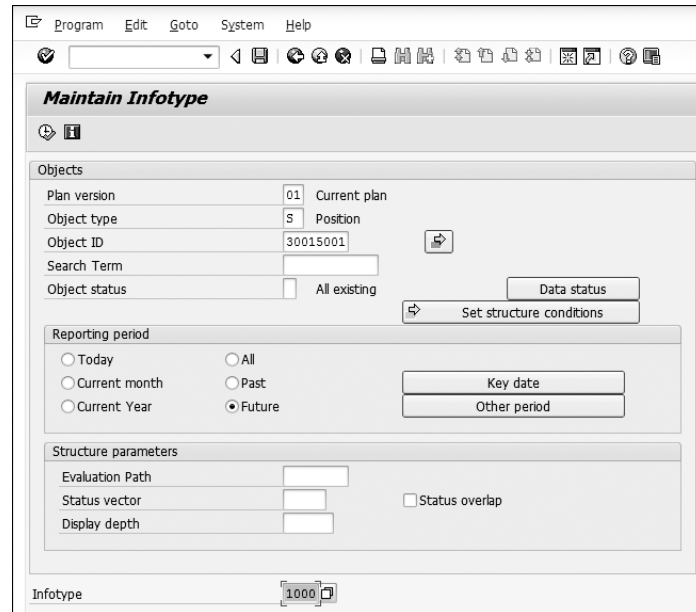 Program Edit Goto System Help
Maintain Infotype
Objects
Plan version 01 Current plan
Object type S Position
Object ID 30015001
Search Term
Object status All existing Data status
Set structure conditions
Reporting period
Today All
Current month Past Key date
Current Year Future Other period
Structure parameters
Evaluation Path
Status vector Status overlap
Display depth
Infotype 1000